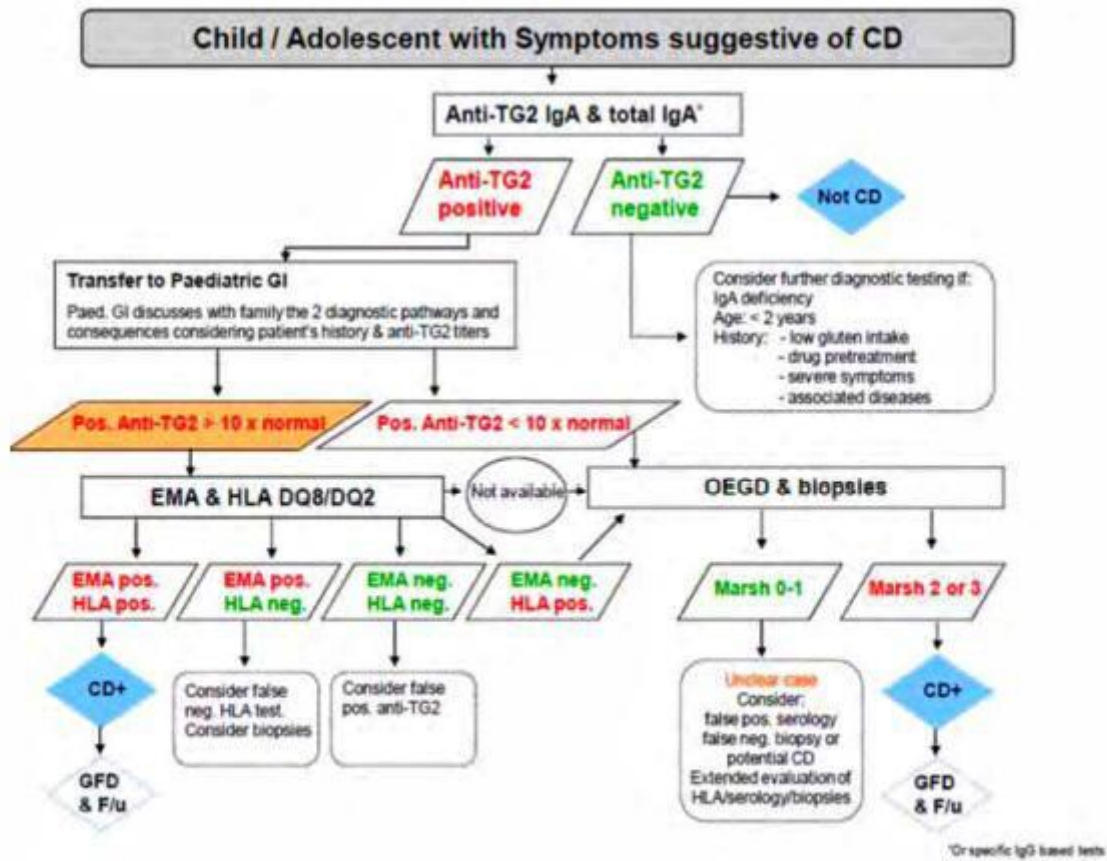 Child / Adolescent with Symptoms suggestive of CD
Anti-TG2 IgA & total IgA*
Anti-TG2
positive
Anti-TG2
negative
Not CD
Transfer to Paediatric GI
Paed. GI discusses with family the 2 diagnostic pathways and
consequences considering patient's history & anti-TG2 titers
Consider further diagnostic testing if:
IgA deficiency
Age: < 2 years
History: - low gluten intake
- drug pretreatment
- severe symptoms
- associated diseases
Pos. Anti-TG2 > 10 x normal
Pos. Anti-TG2 < 10 x normal
EMA & HLA DQ8/DQ2
Not available
OEGD & biopsies
EMA pos.
HLA pos.
EMA pos.
HLA neg.
EMA neg.
HLA neg.
EMA neg.
HLA pos.
Marsh 0-1
Marsh 2 or 3
CD+
Consider false
neg. HLA test.
Consider biopsies
Consider false
pos. anti-TG2
Unclear case
Consider:
false pos. serology
false neg. biopsy or
potential CD
Extended evaluation of
HLA/serology/biopsies
CD+
GFD
& F/u
GFD
& F/u
*Or specific IgG based tests